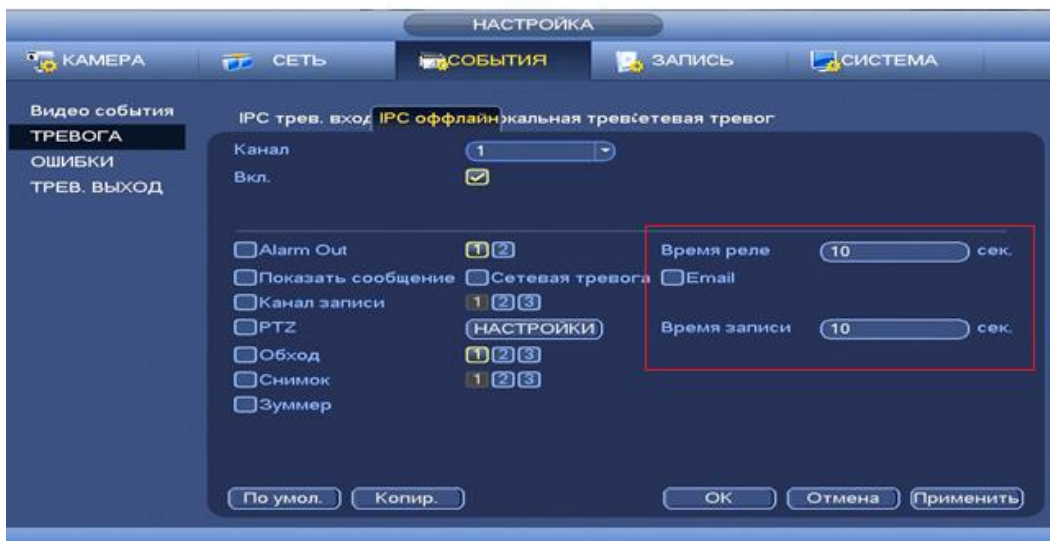 НАСТРОЙКА
КАМЕРА СЕТЬ СОБЫТИЯ ЗАПИСЬ СИСТЕМА
Видео события
ТРЕВОГА
ОШИБКИ
ТРЕВ. ВЫХОД
IPC трев. вход IPC оффлайн жальная трев сетевая тревог
Канал 1
Вкл.
Alarm Out 1 2 Время реле 10 сек.
Показать сообщение Сетевая тревога Email
Канал записи 1 2 3
PTZ НАСТРОЙКИ Время записи 10 сек.
Обход 1 2 3
Снимок 1 2 3
Зуммер
По умол. Копир. OK Отмена Применить